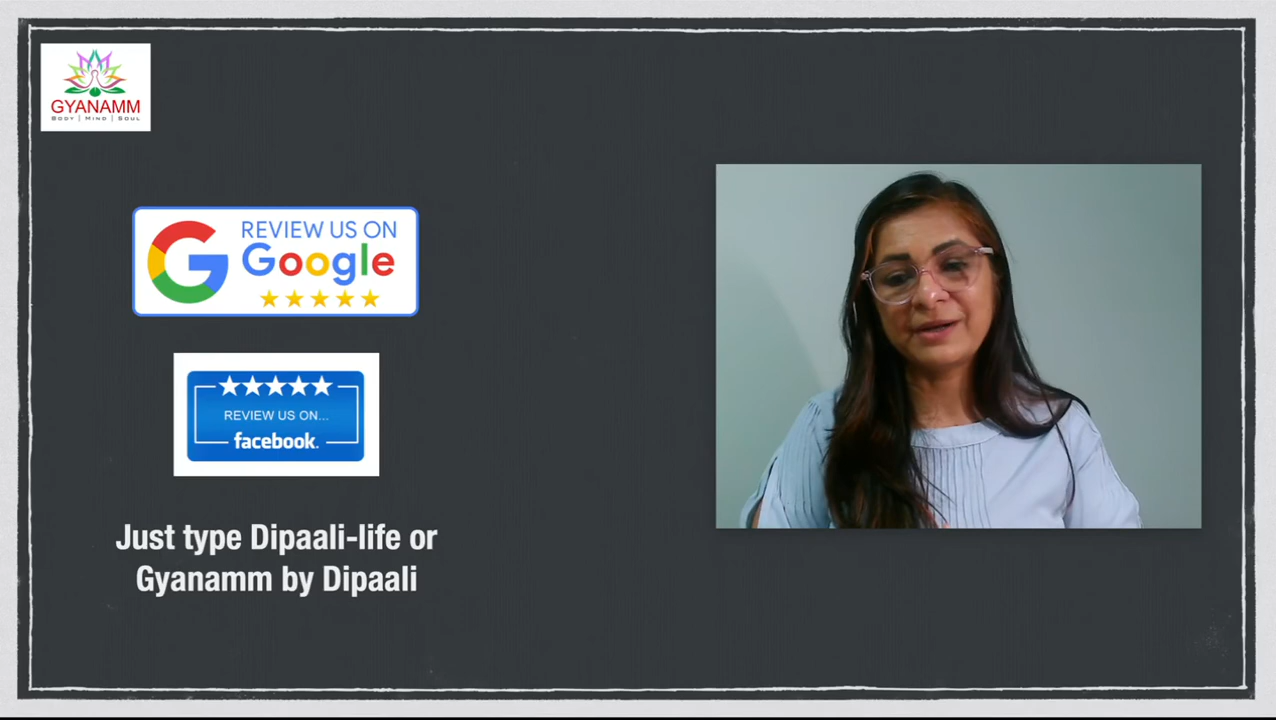 GYANAMM
BODY | MIND | SOUL
REVIEW US ON
Google
REVIEW US ON...
facebook.
Just type Dipaali-life or
Gyanamm by Dipaali